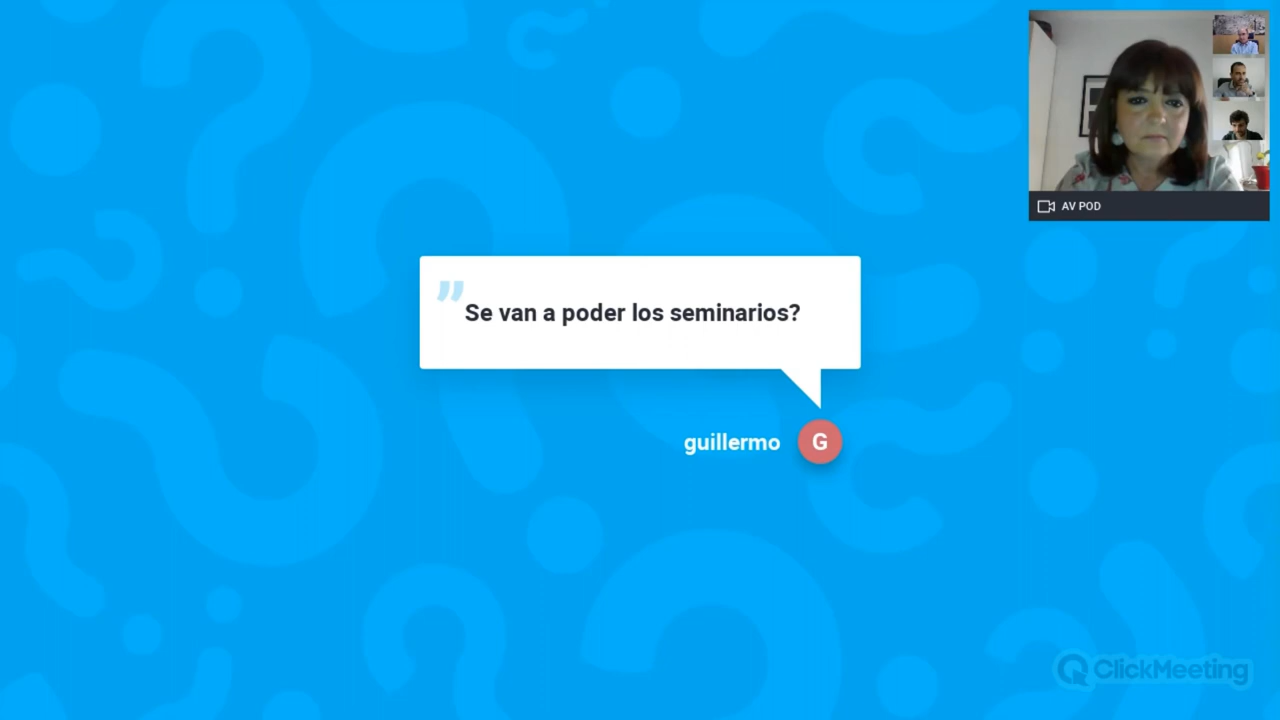 AV POD
Se van a poder los seminarios?
guillermo
G
ClickMeeting